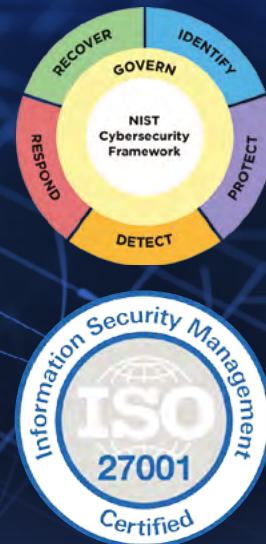 RECOVER
IDENTIFY
GOVERN
NIST
Cybersecurity
Framework
RESPOND
PROTECT
DETECT
Information Security Management
ISO
27001
Certified